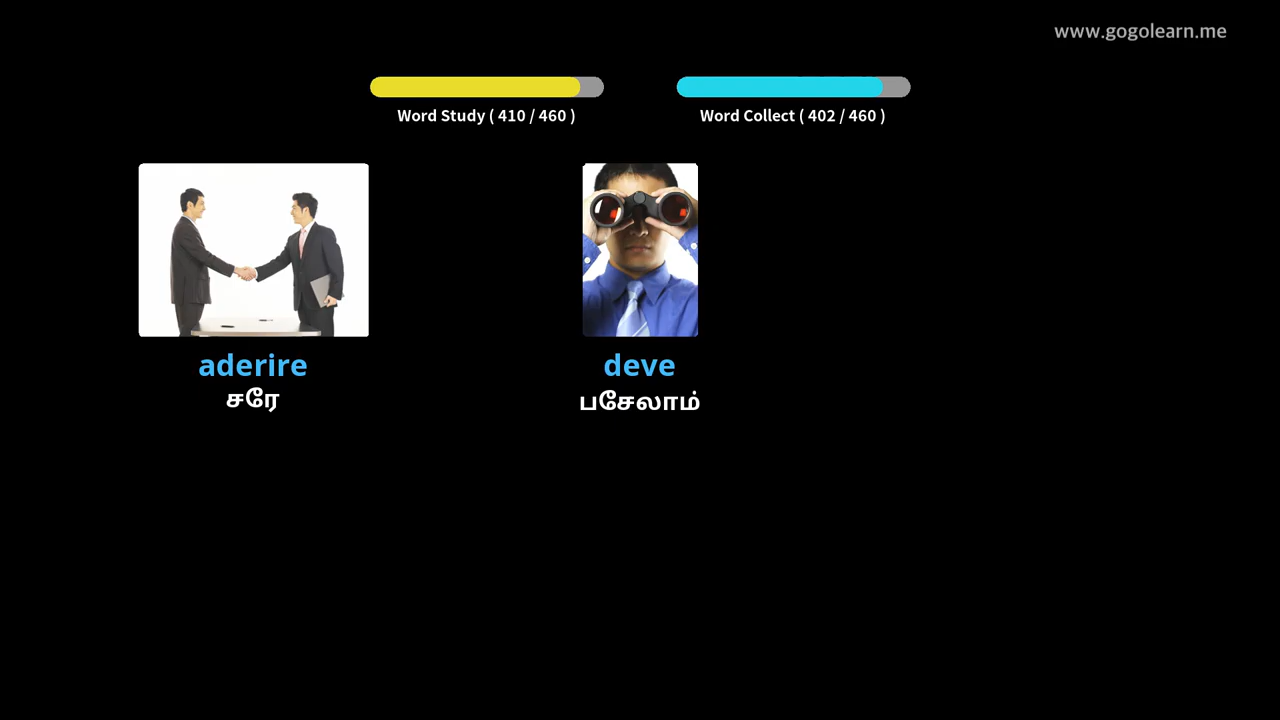 www.gogolearn.me
Word Study ( 410 / 460 )
Word Collect ( 402 / 460 )
aderire
சரே
deve
பசேலாம்